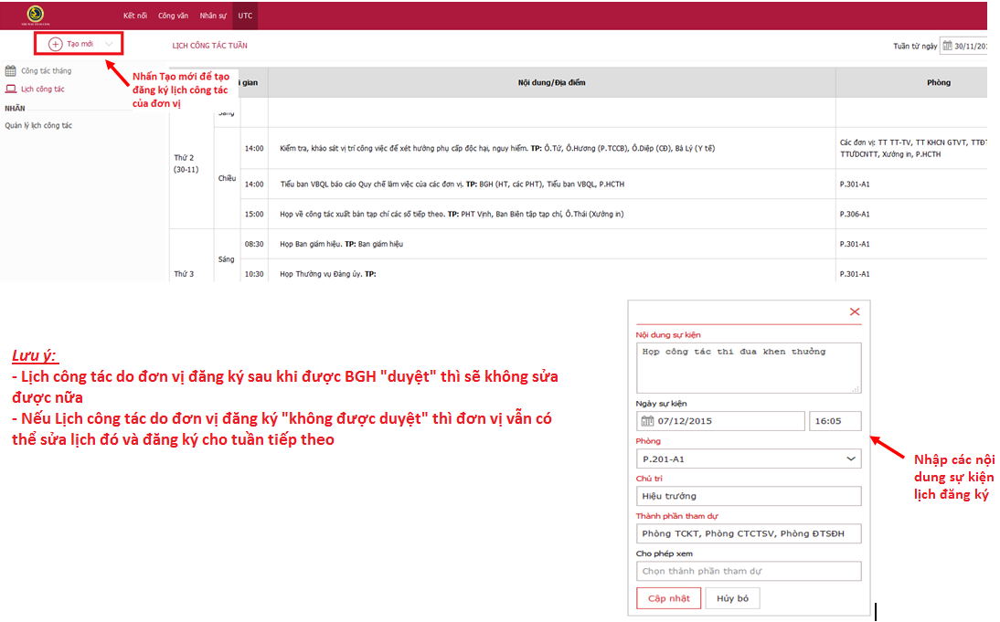 Kết nối Công văn Nhân sự UTC
Tạo mới
LỊCH CÔNG TÁC TUẦN
Tuần từ ngày 30/11/201
Công tác tháng
Lịch công tác
NHÃN
Quản lý lịch công tác
Nhấn Tạo mới để tạo
đăng ký lịch công tác
của đơn vị
i gian Nội dung/Địa điểm Phòng
Sáng
Thứ 2
(30-11)
Chiều
14:00 Kiểm tra, khảo sát vị trí công việc để xét hưởng phụ cấp độc hại, nguy hiểm. TP: Ô.Tứ, Ô.Hương (P.TCCB), Ô.Diệp (CĐ), Bà Lý (Y tế)
Các đơn vị: TT TT-TV, TT KHCN GTVT, TTĐT
TTƯDCNTT, Xưởng in, P.HCTH
14:00 Tiểu ban VBQL báo cáo Quy chế làm việc của các đơn vị. TP: BGH (HT, các PHT), Tiểu ban VBQL, P.HCTH P.301-A1
15:00 Họp về công tác xuất bản tạp chí các số tiếp theo. TP: PHT Vịnh, Ban Biên tập tạp chí, Ô.Thái (Xưởng in) P.306-A1
Thứ 3
Sáng
08:30 Họp Ban giám hiệu. TP: Ban giám hiệu P.301-A1
10:30 Họp Thường vụ Đảng ủy. TP: P.301-A1
Lưu ý:
- Lịch công tác do đơn vị đăng ký sau khi được BGH "duyệt" thì sẽ không sửa
được nữa
- Nếu Lịch công tác do đơn vị đăng ký "không được duyệt" thì đơn vị vẫn có
thể sửa lịch đó và đăng ký cho tuần tiếp theo
Nội dung sự kiện
Họp công tác thi đua khen thưởng
Ngày sự kiện
07/12/2015 16:05
Phòng
P.201-A1
Chủ trì
Hiệu trưởng
Thành phần tham dự
Phòng TCKT, Phòng CTCTSV, Phòng ĐTSĐH
Cho phép xem
Chọn thành phần tham dự
Cập nhật Hủy bỏ
Nhập các nội
dung sự kiện
lịch đăng ký